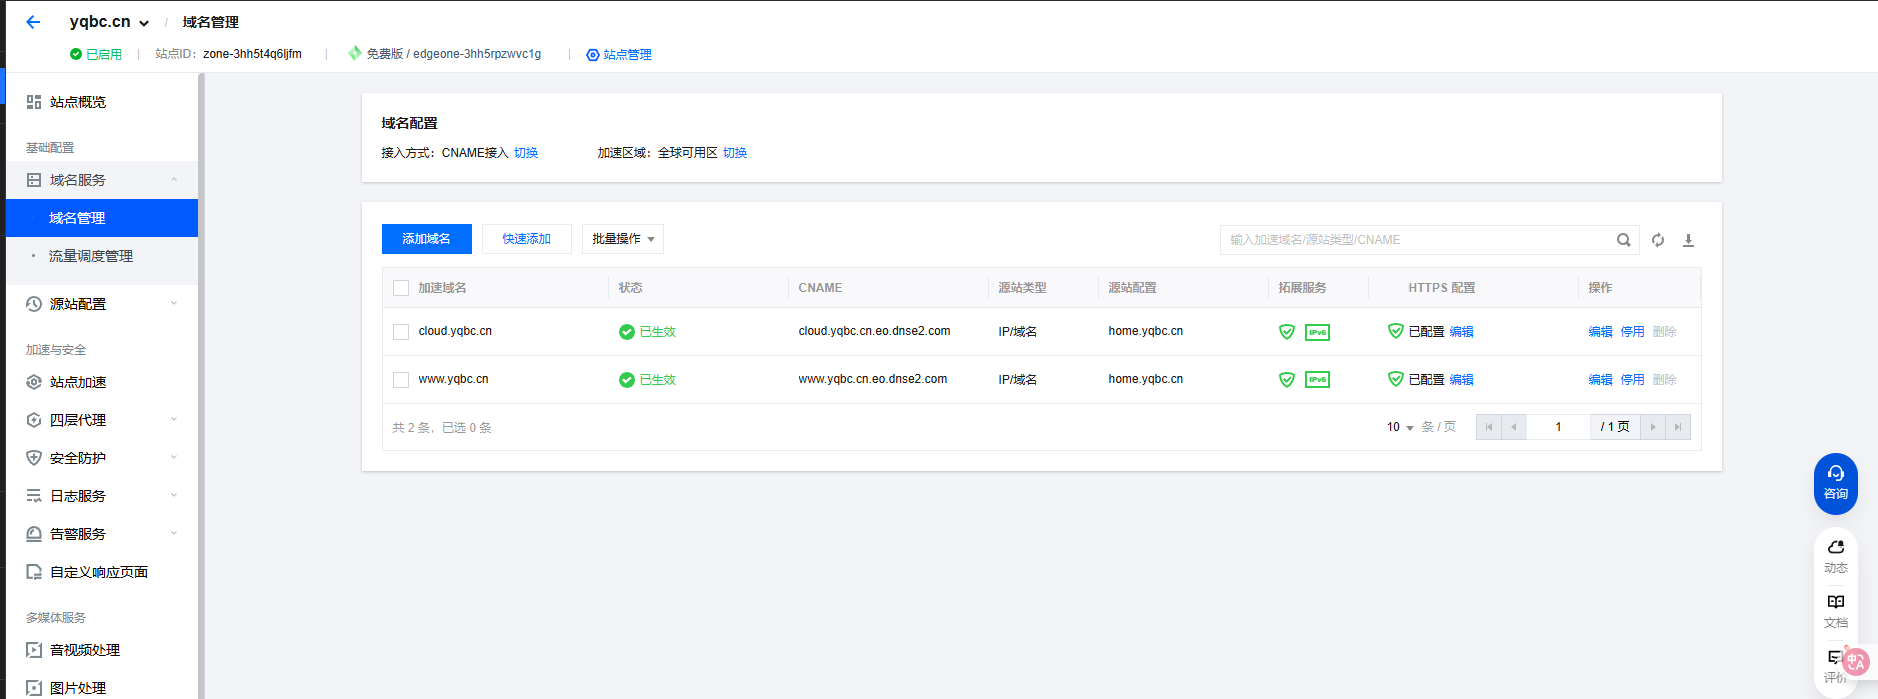 yqbc.cn / 域名管理
已启用 | 站点ID: zone-3hh5t4q6ljfm | 免费版 / edgeone-3hh5rpzwvc1g | 站点管理
站点概览
基础配置
域名服务
域名管理
流量调度管理
源站配置
加速与安全
站点加速
四层代理
安全防护
日志服务
告警服务
自定义响应页面
多媒体服务
音视频处理
图片处理
域名配置
接入方式：CNAME接入 切换 加速区域：全球可用区 切换
添加域名 快速添加 批量操作 输入加速域名/源站类型/CNAME
加速域名 状态 CNAME 源站类型 源站配置 拓展服务 HTTPS 配置 操作
cloud.yqbc.cn 已生效 cloud.yqbc.cn.eo.dnse2.com IP/域名 home.yqbc.cn IPv6 已配置 编辑 编辑 停用 删除
www.yqbc.cn 已生效 www.yqbc.cn.eo.dnse2.com IP/域名 home.yqbc.cn IPv6 已配置 编辑 编辑 停用 删除
共 2 条，已选 0 条 10 条 / 页 1 / 1 页
咨询
动态
文档
评价
中A